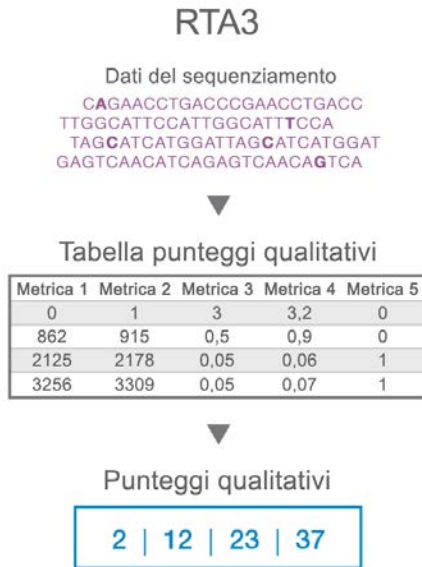 RTA3
Dati del sequenziamento
CAGAACCTGACCCGAACCTGACC
TTGGCATTCCATTGGCATTTCCA
TAGCATCATGGATTAGCATCATGGAT
GAGTCAACATCAGAGTCAACAGTCA
Tabella punteggi qualitativi
Metrica 1 Metrica 2 Metrica 3 Metrica 4 Metrica 5
0 1 3 3,2 0
862 915 0,5 0,9 0
2125 2178 0,05 0,06 1
3256 3309 0,05 0,07 1
Punteggi qualitativi
2 | 12 | 23 | 37